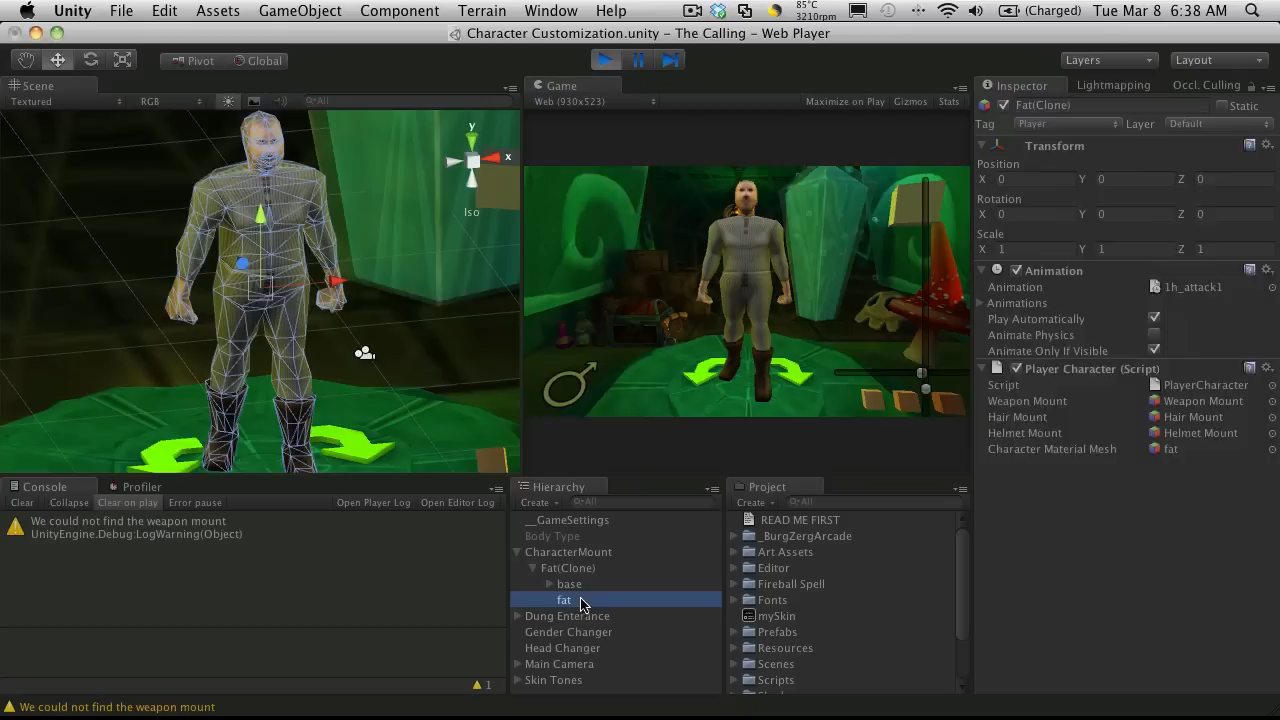 Unity File Edit Assets GameObject Component Terrain Window Help 85°C 3210rpm (Charged) Tue Mar 8 6:38 AM
Character Customization.unity – The Calling – Web Player
Pivot Global Layers Layout
Scene
Textured RGB All
y
x
Iso
Game
Web (930x523) Maximize on Play Gizmos Stats
Inspector Lightmapping Occl. Culling
Fat(Clone) Static
Tag Player Layer Default
Transform
Position
X 0 Y 0 Z 0
Rotation
X 0 Y 0 Z 0
Scale
X 1 Y 1 Z 1
Animation
Animation 1h_attack1
Animations
Play Automatically
Animate Physics
Animate Only If Visible
Player Character (Script)
Script PlayerCharacter
Weapon Mount Weapon Mount
Hair Mount Hair Mount
Helmet Mount Helmet Mount
Character Material Mesh fat
Console Profiler
Clear Collapse Clear on play Error pause Open Player Log Open Editor Log
We could not find the weapon mount
UnityEngine.Debug:LogWarning(Object)
1
Hierarchy
Create All
__GameSettings
Body Type
CharacterMount
Fat(Clone)
base
fat
Dung Enterance
Gender Changer
Head Changer
Main Camera
Skin Tones
Project
Create All
READ ME FIRST
_BurgZergArcade
Art Assets
Editor
Fireball Spell
Fonts
mySkin
Prefabs
Resources
Scenes
Scripts
We could not find the weapon mount